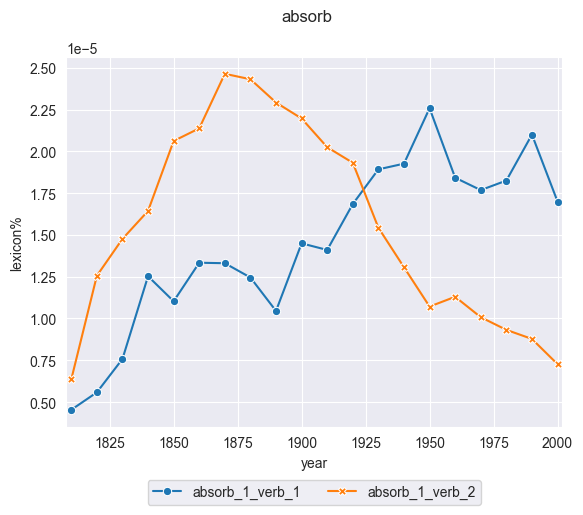 absorb
1e−5
2.50
2.25
2.00
1.75
1.50
1.25
1.00
0.75
0.50
lexicon%
1825 1850 1875 1900 1925 1950 1975 2000
year
absorb_1_verb_1 absorb_1_verb_2